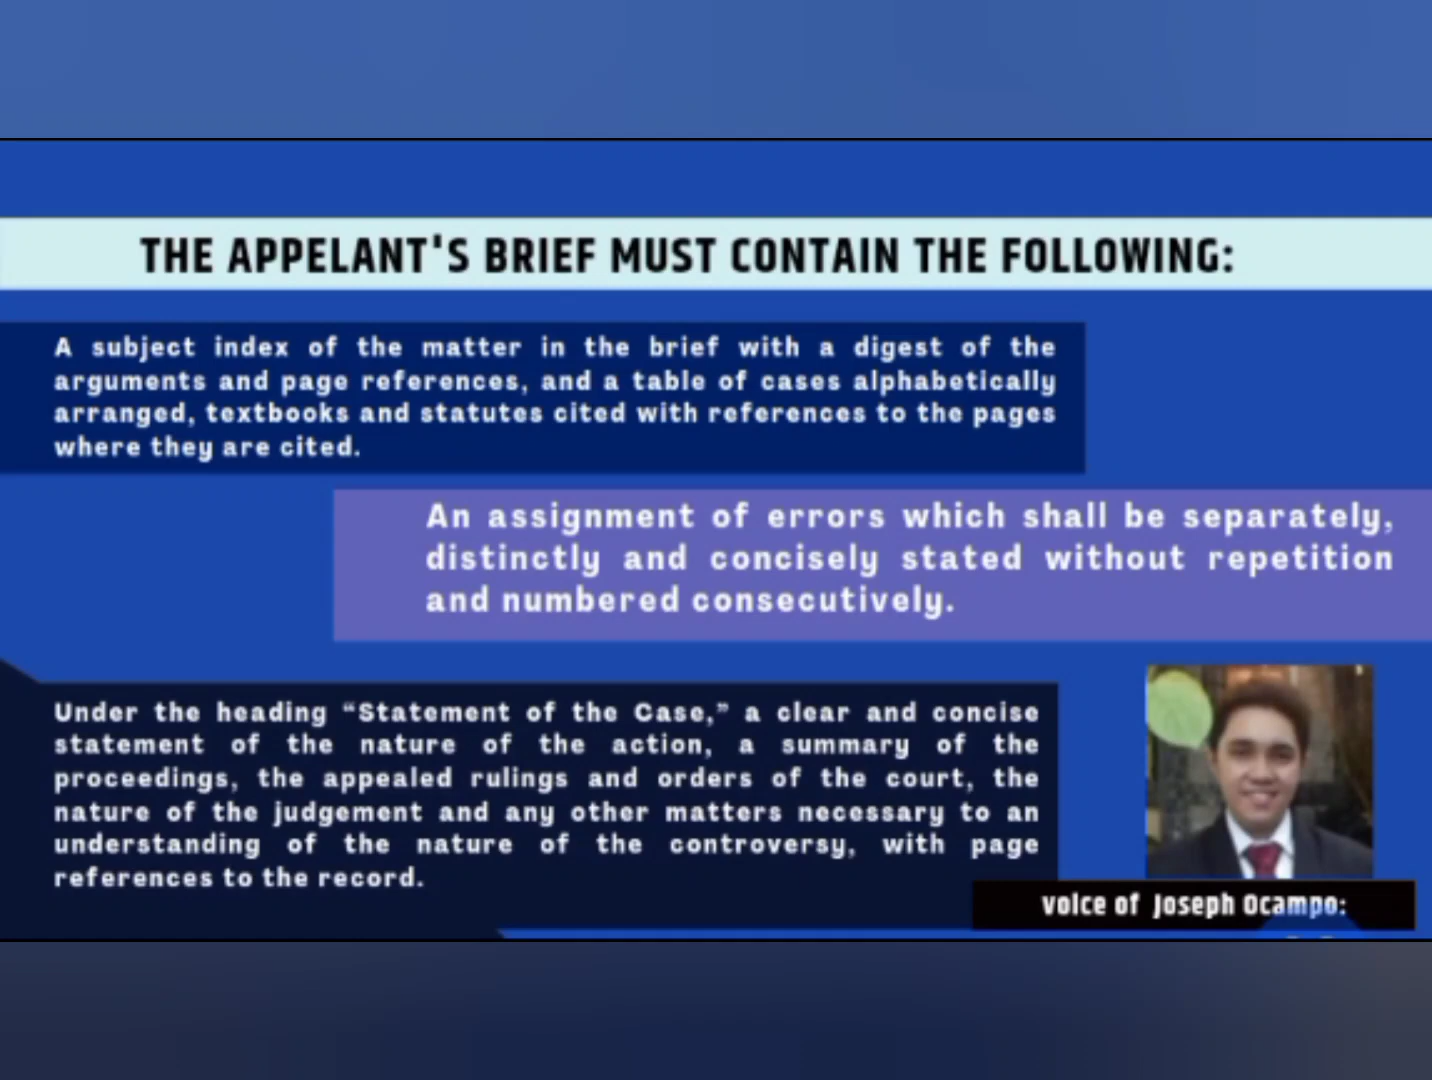 THE APPELANT'S BRIEF MUST CONTAIN THE FOLLOWING:
A subject index of the matter in the brief with a digest of the
arguments and page references, and a table of cases alphabetically
arranged, textbooks and statutes cited with references to the pages
where they are cited.
An assignment of errors which shall be separately,
distinctly and concisely stated without repetition
and numbered consecutively.
Under the heading “Statement of the Case,” a clear and concise
statement of the nature of the action, a summary of the
proceedings, the appealed rulings and orders of the court, the
nature of the judgement and any other matters necessary to an
understanding of the nature of the controversy, with page
references to the record.
voice of Joseph Ocampo: